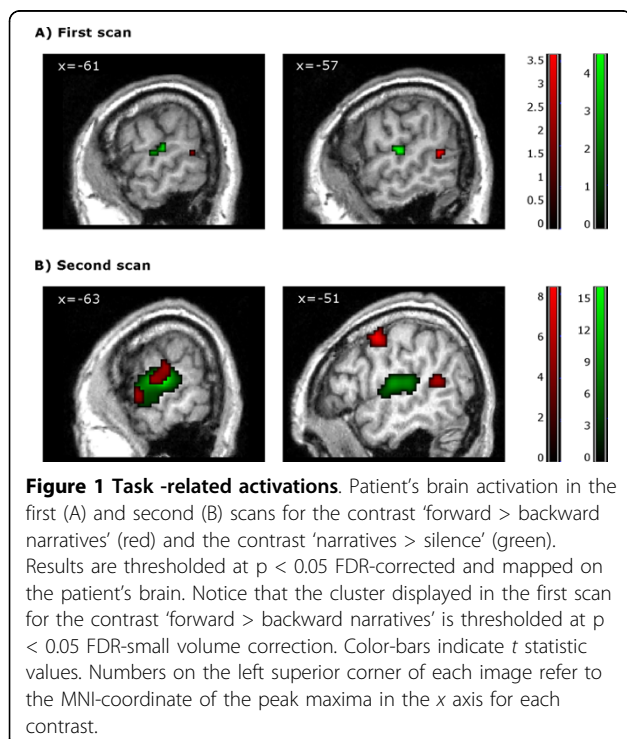 A) First scan
x=-61
x=-57
3.5
3
2.5
2
1.5
1
0.5
0
4
3
2
1
0
B) Second scan
x=-63
x=-51
8
6
4
2
0
15
12
9
6
3
0
Figure 1 Task -related activations. Patient's brain activation in the
first (A) and second (B) scans for the contrast 'forward > backward
narratives' (red) and the contrast 'narratives > silence' (green).
Results are thresholded at p < 0.05 FDR-corrected and mapped on
the patient's brain. Notice that the cluster displayed in the first scan
for the contrast 'forward > backward narratives' is thresholded at p
< 0.05 FDR-small volume correction. Color-bars indicate t statistic
values. Numbers on the left superior corner of each image refer to
the MNI-coordinate of the peak maxima in the x axis for each
contrast.